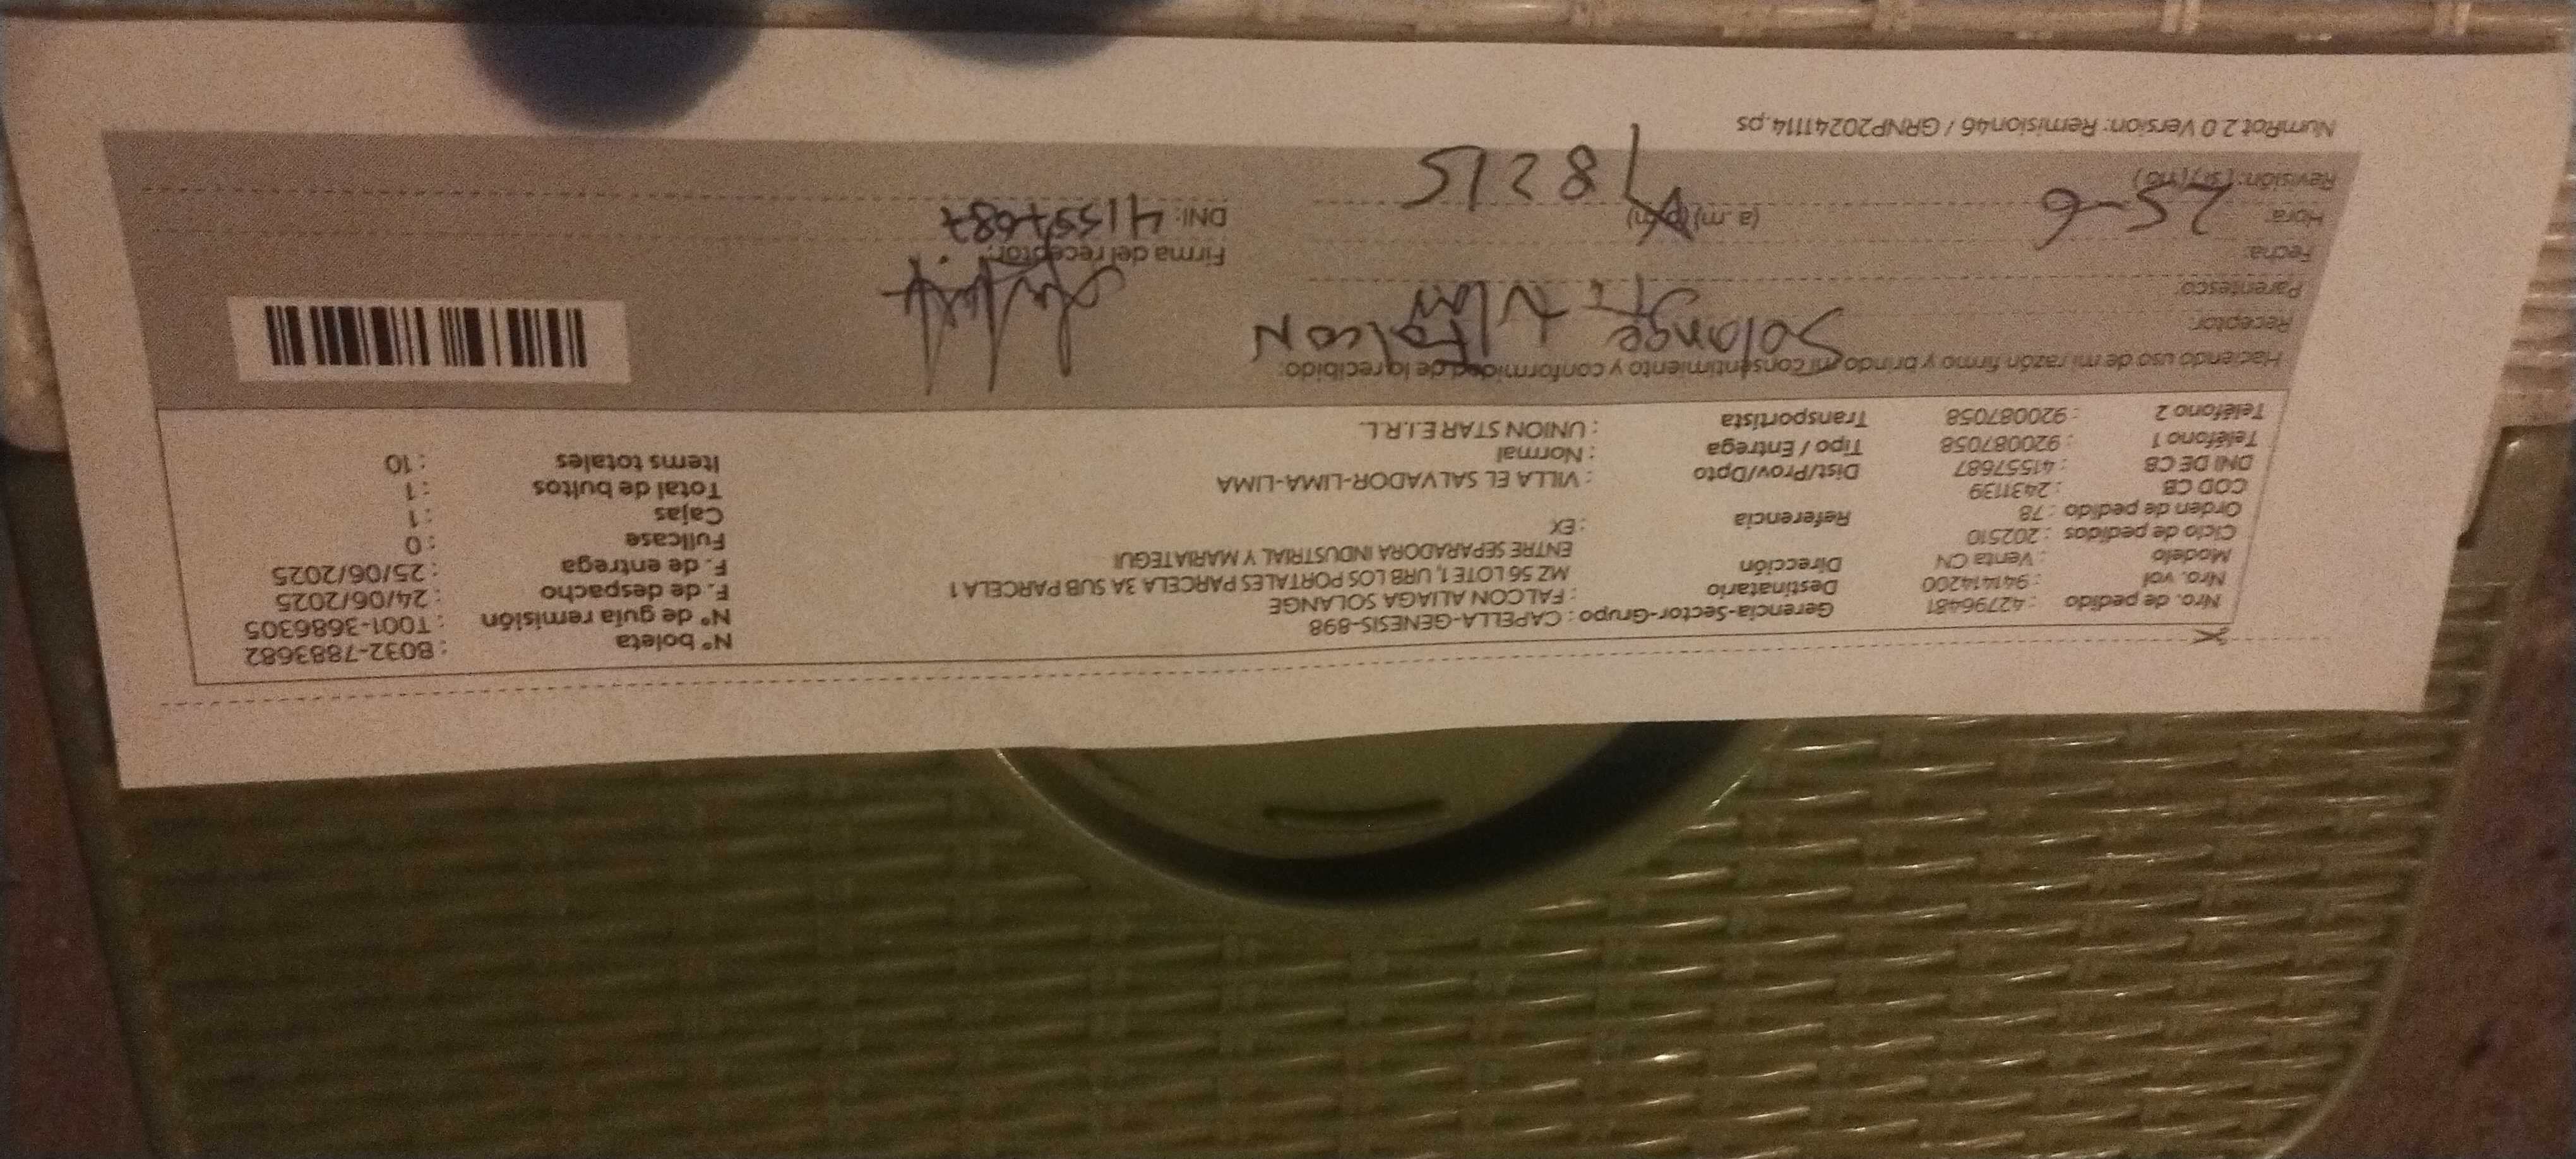 Nro. de pedido : 42796481
Nro. vol : 941414200
Modelo : Venta CN
Ciclo de pedidos : 202510
Orden de pedido : 78
COD CB : 2431139
DNI DE CB : 41557687
Teléfono 1 : 920087058
Teléfono 2 : 920087058
Gerencia-Sector-Grupo : CAPELLA-GENESIS-898
Destinatario : FALCON ALIAGA SOLANGE
Dirección MZ 56 LOTE 1, URB LOS PORTALES PARCELA 3A SUB PARCELA 1
ENTRE SEPARADORA INDUSTRIAL Y MARIATEGUI
Referencia : EX
Dist/Prov/Dpto : VILLA EL SALVADOR-LIMA-LIMA
Tipo / Entrega : Normal
Transportista : UNION STAR E.I.R.L.
N° boleta : B032-7883682
N° de guía remisión : T001-3686305
F. de despacho : 24/06/2025
F. de entrega : 25/06/2025
Fullcase : 0
Cajas : 1
Total de bultos : 1
Items totales : 10
Haciendo uso de mi razón firmo y brindo mi consentimiento y conformidad de lo recibido:
Receptor: Solange Falcon
Parentesco:
Fecha: 25-6
Hora: (a.m) (p.m) 18215
Revisión: (si) (no)
Firma del receptor:
DNI: 41557687
NumRot 2.0 Version: Remision46 / GRNP20241114.ps